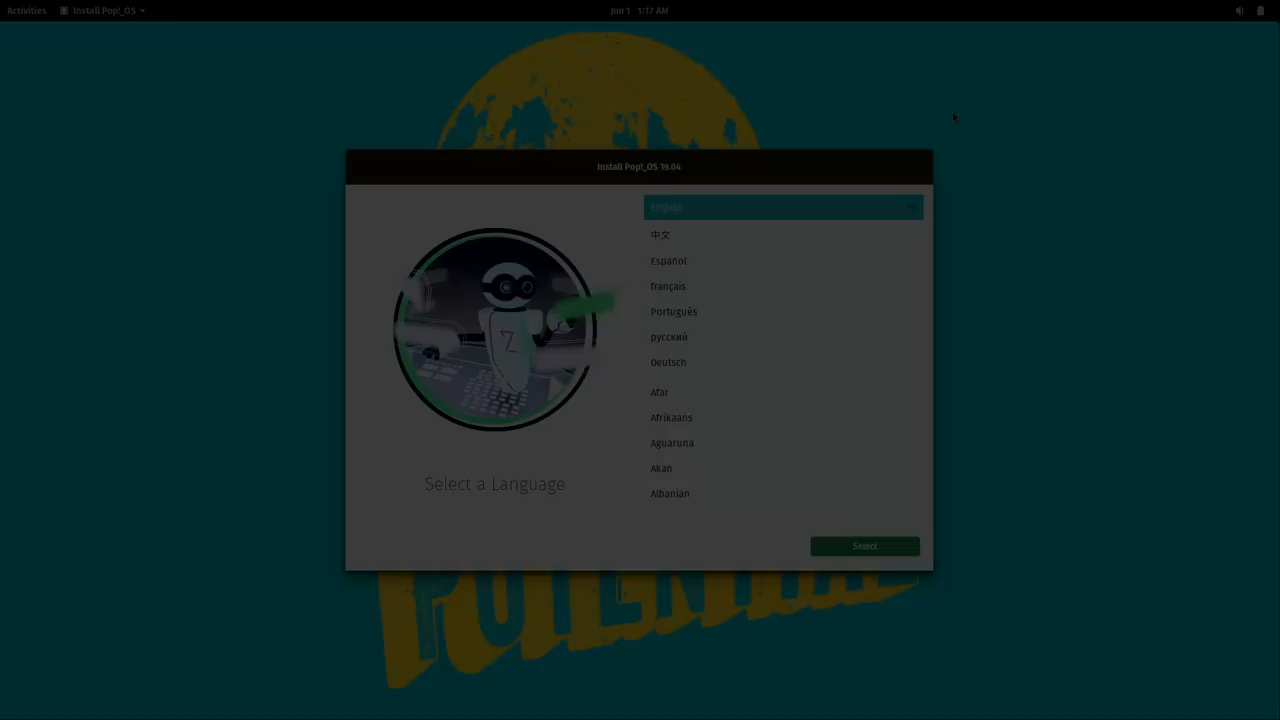 Activities Install Pop!_OS Jun 1 1:17 AM
Install Pop!_OS 19.04
English
中文
Español
français
Português
русский
Deutsch
Afar
Afrikaans
Aguaruna
Akan
Albanian
Select a Language
Select
POTENTIAL